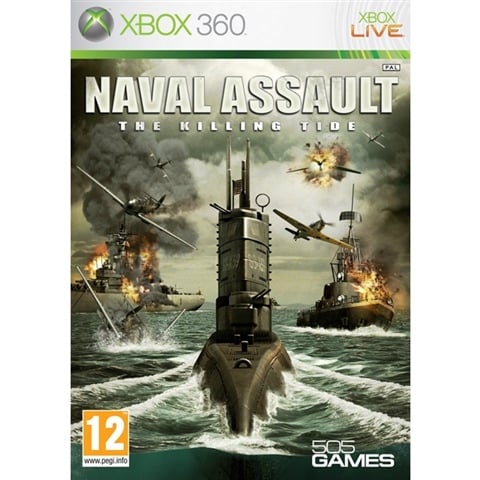 XBOX 360
XBOX
LIVE
PAL
NAVAL ASSAULT
THE KILLING TIDE
12
www.pegi.info
505
GAMES